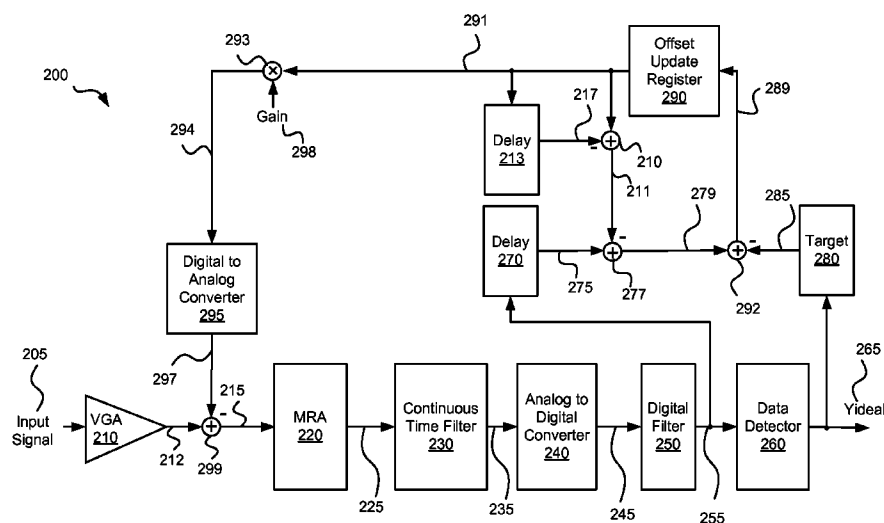 291
293
Offset
Update
Register
290
289
200
217
Gain
298
294
Delay
213
-
210
211
279
285
Target
280
Delay
270
-
-
275
277
292
Digital to
Analog
Converter
295
205
297
215
265
Input
Signal
VGA
210
-
212
299
MRA
220
Continuous
Time Filter
230
Analog to
Digital
Converter
240
Digital
Filter
250
Data
Detector
260
Yideal
225
235
245
255